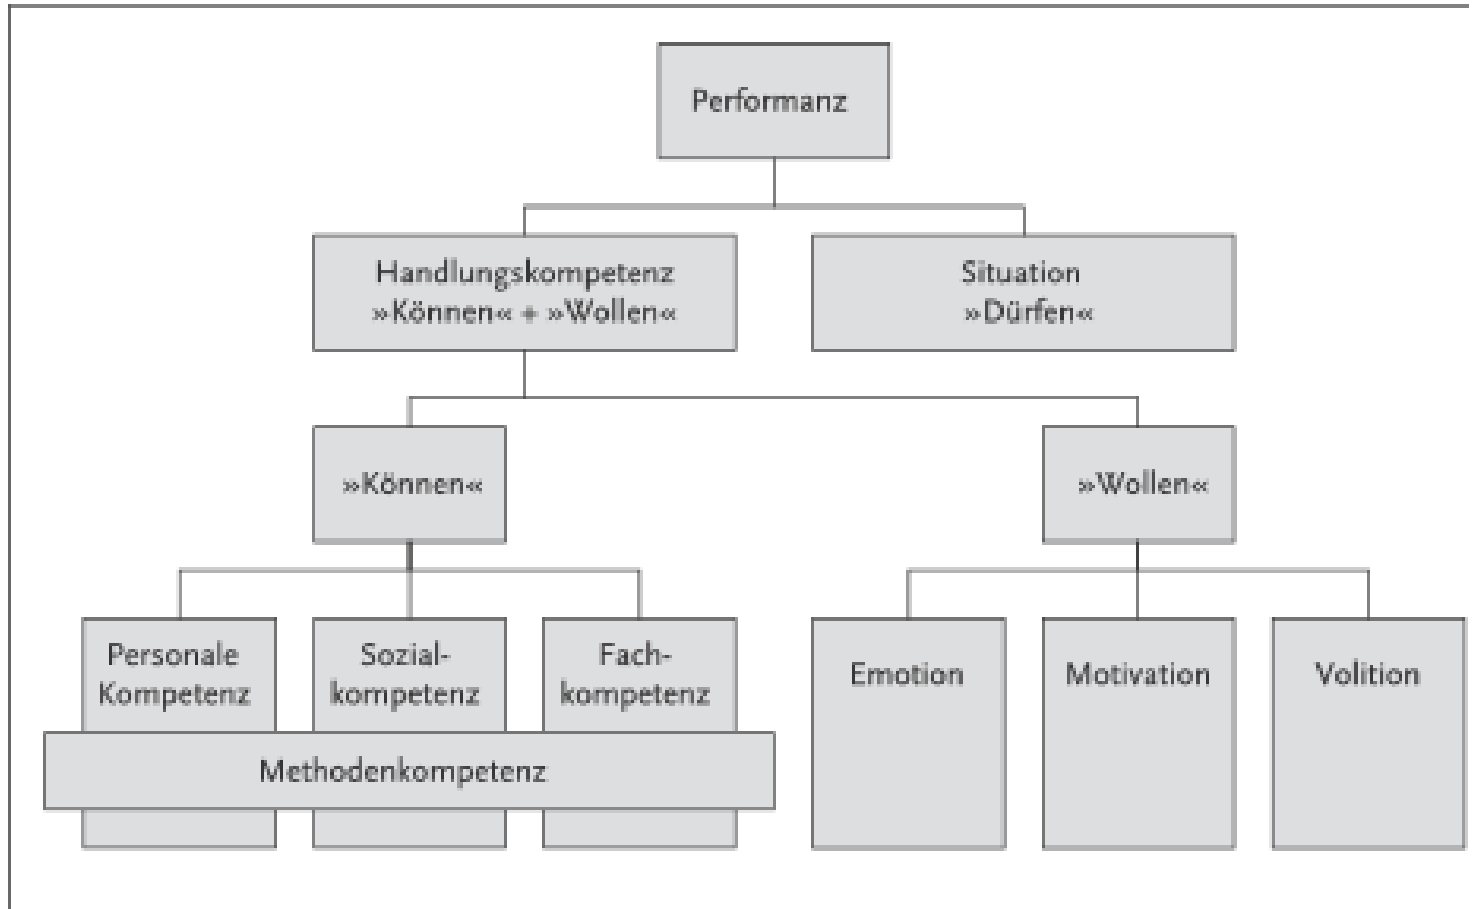 Performanz
Handlungskompetenz
»Können« + »Wollen«
Situation
»Dürfen«
»Können«
»Wollen«
Personale
Kompetenz
Sozial-
kompetenz
Fach-
kompetenz
Emotion
Motivation
Volition
Methodenkompetenz